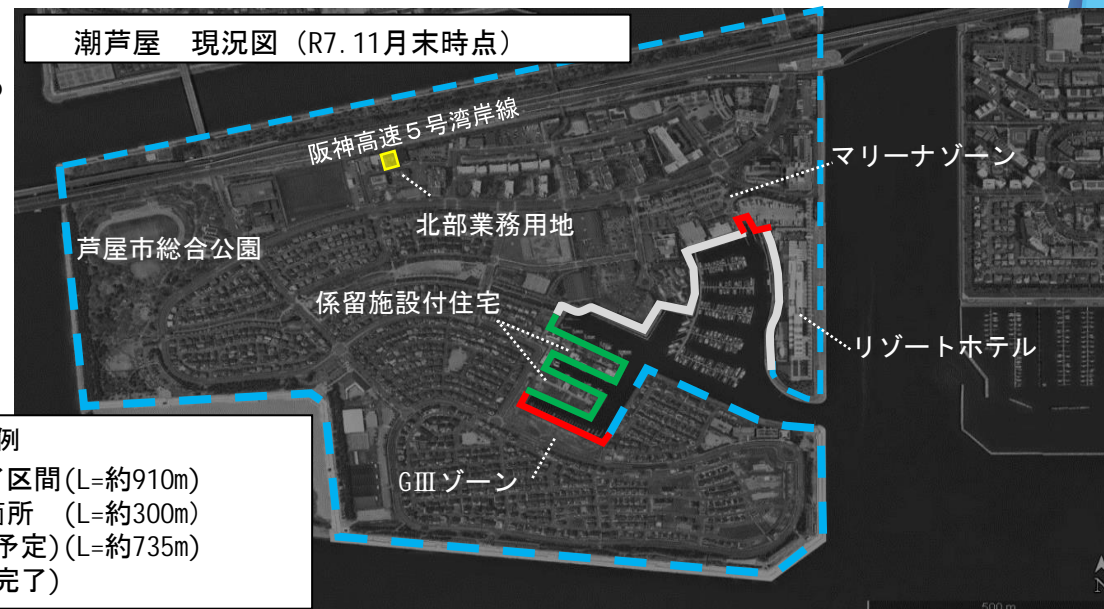 潮芦屋 現況図 (R7.11月末時点)
阪神高速5号湾岸線
マリーナゾーン
北部業務用地
芦屋市総合公園
係留施設付住宅
リゾートホテル
GⅢゾーン
例
区間(L=約910m)
所 (L=約300m)
予定)(L=約735m)
完了)
N
500 m